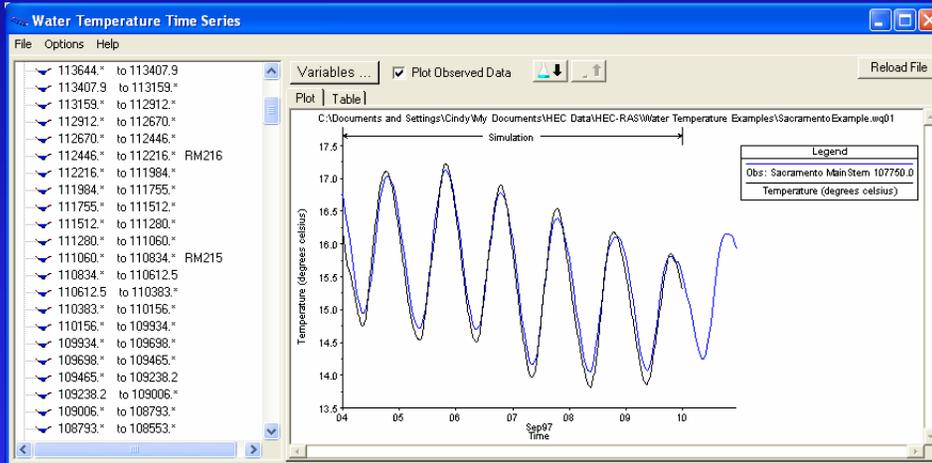 Water Temperature Time Series
File Options Help
113644.* to 113407.9
113407.9 to 113159.*
113159.* to 112912.*
112912.* to 112670.*
112670.* to 112446.*
112446.* to 112216.* RM216
112216.* to 111984.*
111984.* to 111755.*
111755.* to 111512.*
111512.* to 111280.*
111280.* to 111060.*
111060.* to 110834.* RM215
110834.* to 110612.5
110612.5 to 110383.*
110383.* to 110156.*
110156.* to 109934.*
109934.* to 109698.*
109698.* to 109465.*
109465.* to 109238.2
109238.2 to 109006.*
109006.* to 108793.*
108793.* to 108553.*
Variables ... Plot Observed Data Reload File
Plot Table
C:\Documents and Settings\Cindy\My Documents\HEC Data\HEC-RAS\Water Temperature Examples\SacramentoExample.wq01
Simulation
Legend
Obs: Sacramento MainStem 107750.0
Temperature (degrees celsius)
Temperature (degrees celsius)
17.5
17.0
16.5
16.0
15.5
15.0
14.5
14.0
13.5
04 05 06 07 08 09 10
Sep97
Time